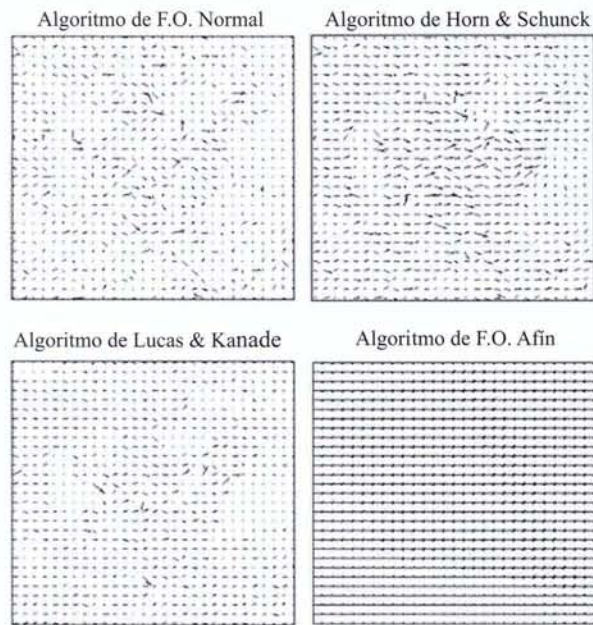 Algoritmo de F.O. Normal
Algoritmo de Horn & Schunck
Algoritmo de Lucas & Kanade
Algoritmo de F.O. Afín